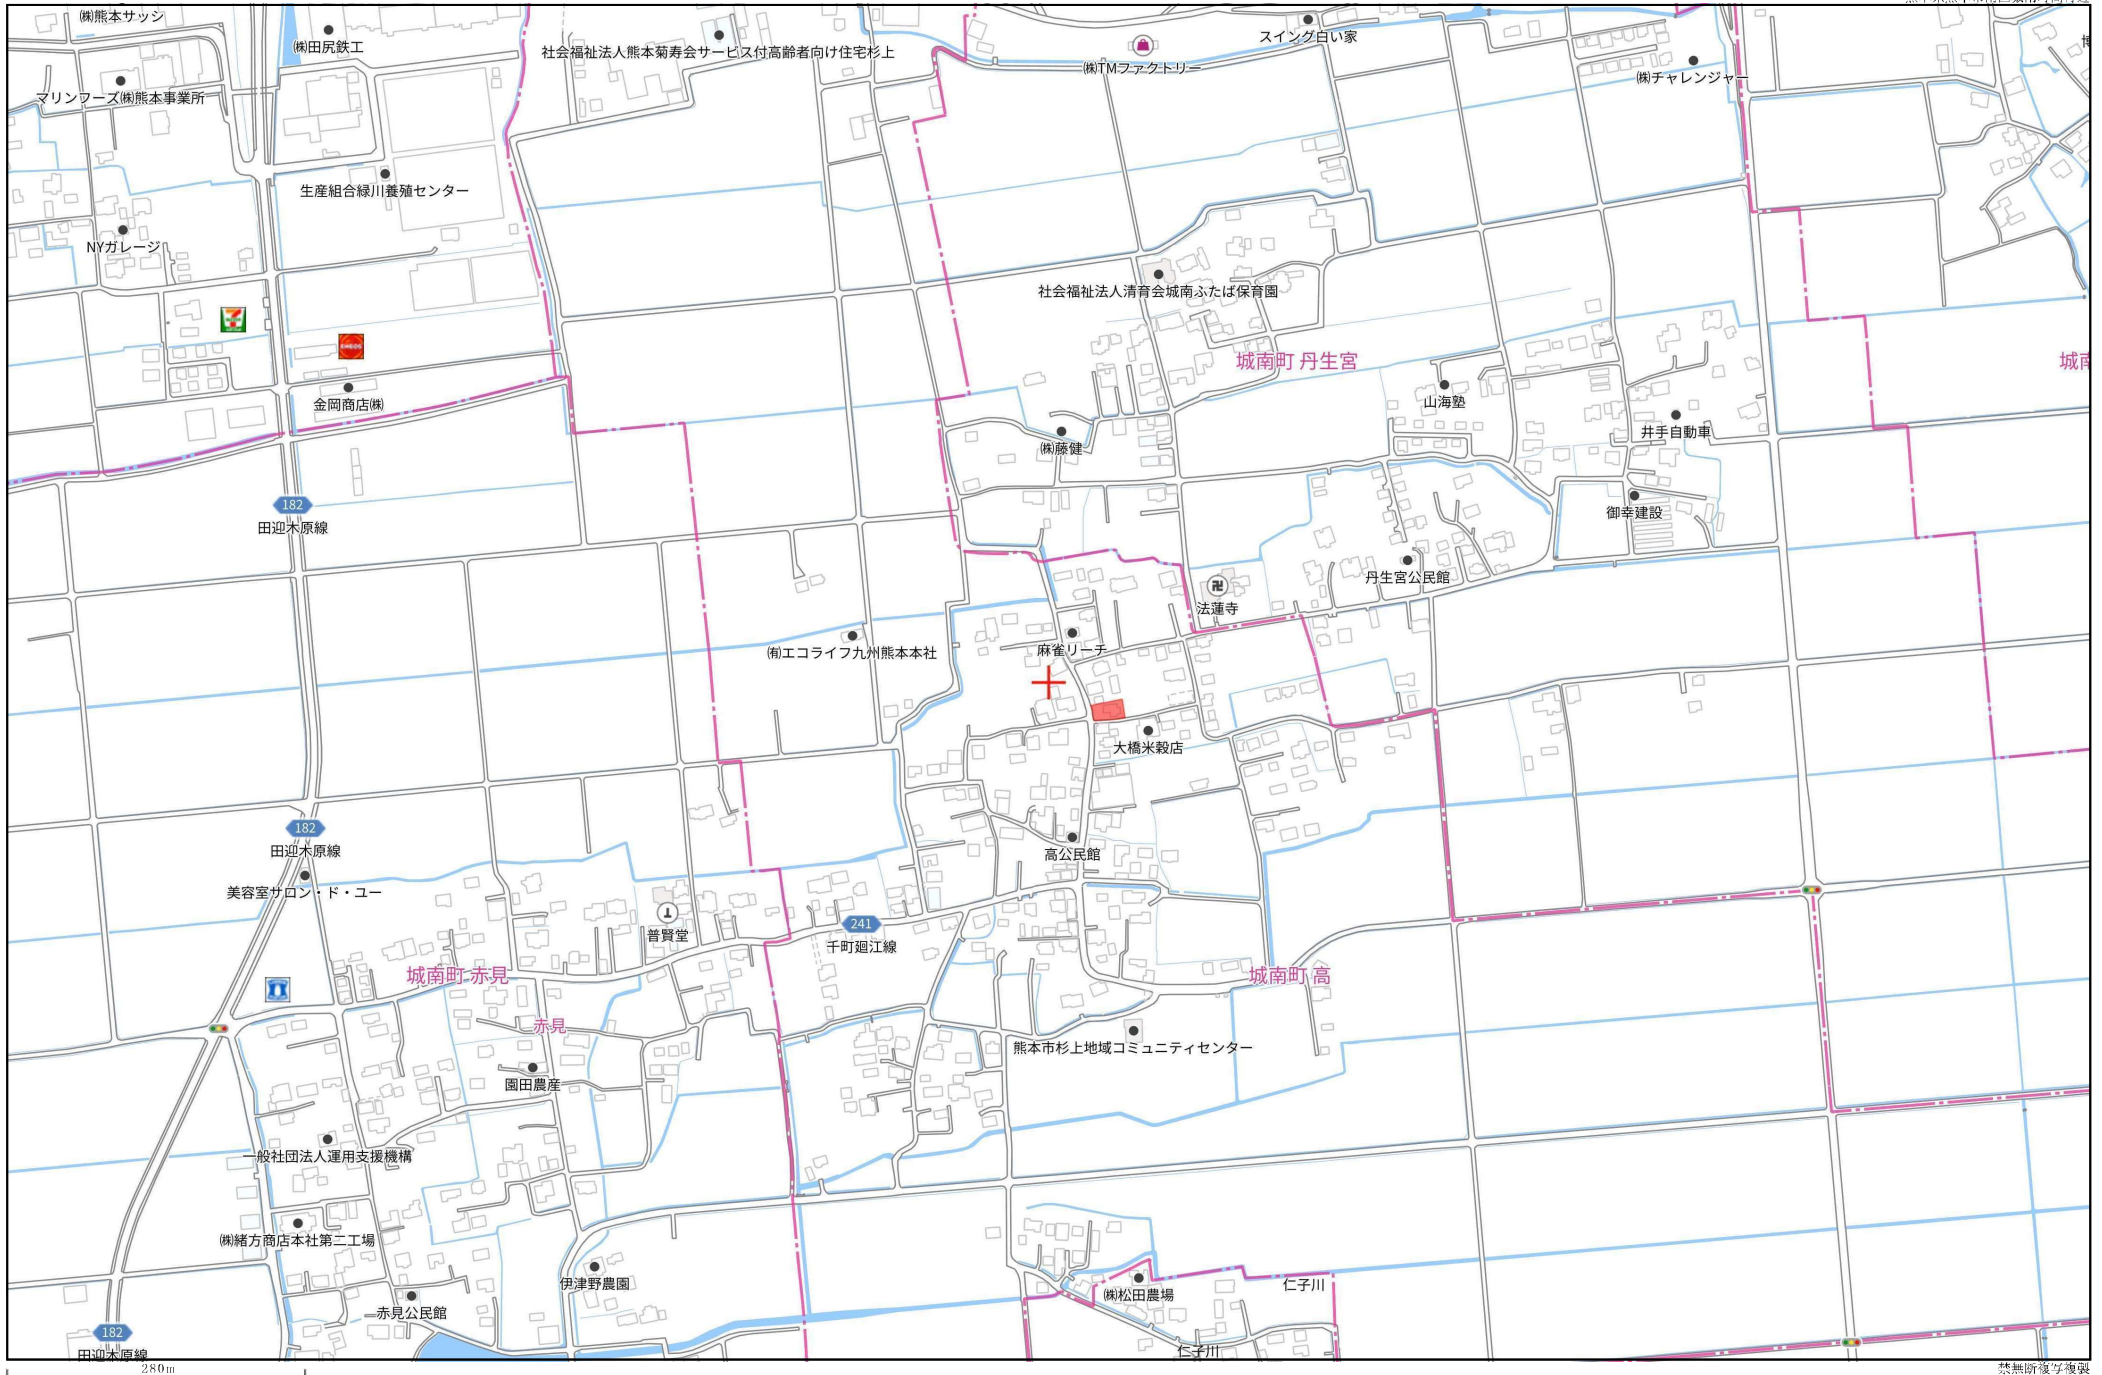 ㈱熊本サッシ
㈱田尻鉄工
社会福祉法人熊本菊寿会サービス付高齢者向け住宅杉上
スイング白い家
㈱TMファクトリー
㈱チャレンジャー
マリンフーズ㈱熊本事業所
生産組合緑川養殖センター
NYガレージ
社会福祉法人清育会城南ふたば保育園
ENEOS
城南町 丹生宮
城南
金岡商店㈱
山海塾
井手自動車
㈱藤健
182
田迎木原線
御幸建設
丹生宮公民館
法蓮寺
㈲エコライフ九州熊本本社
麻雀リーチ
大橋米穀店
182
田迎木原線
高公民館
美容室サロン・ド・ユー
普賢堂
241
千町廻江線
城南町 赤見
城南町 高
赤見
熊本市杉上地域コミュニティセンター
園田農産
一般社団法人運用支援機構
㈱緒方商店本社第二工場
伊津野農園
㈱松田農場
仁子川
赤見公民館
182
田迎木原線
仁子川
280m
禁無断複写複製